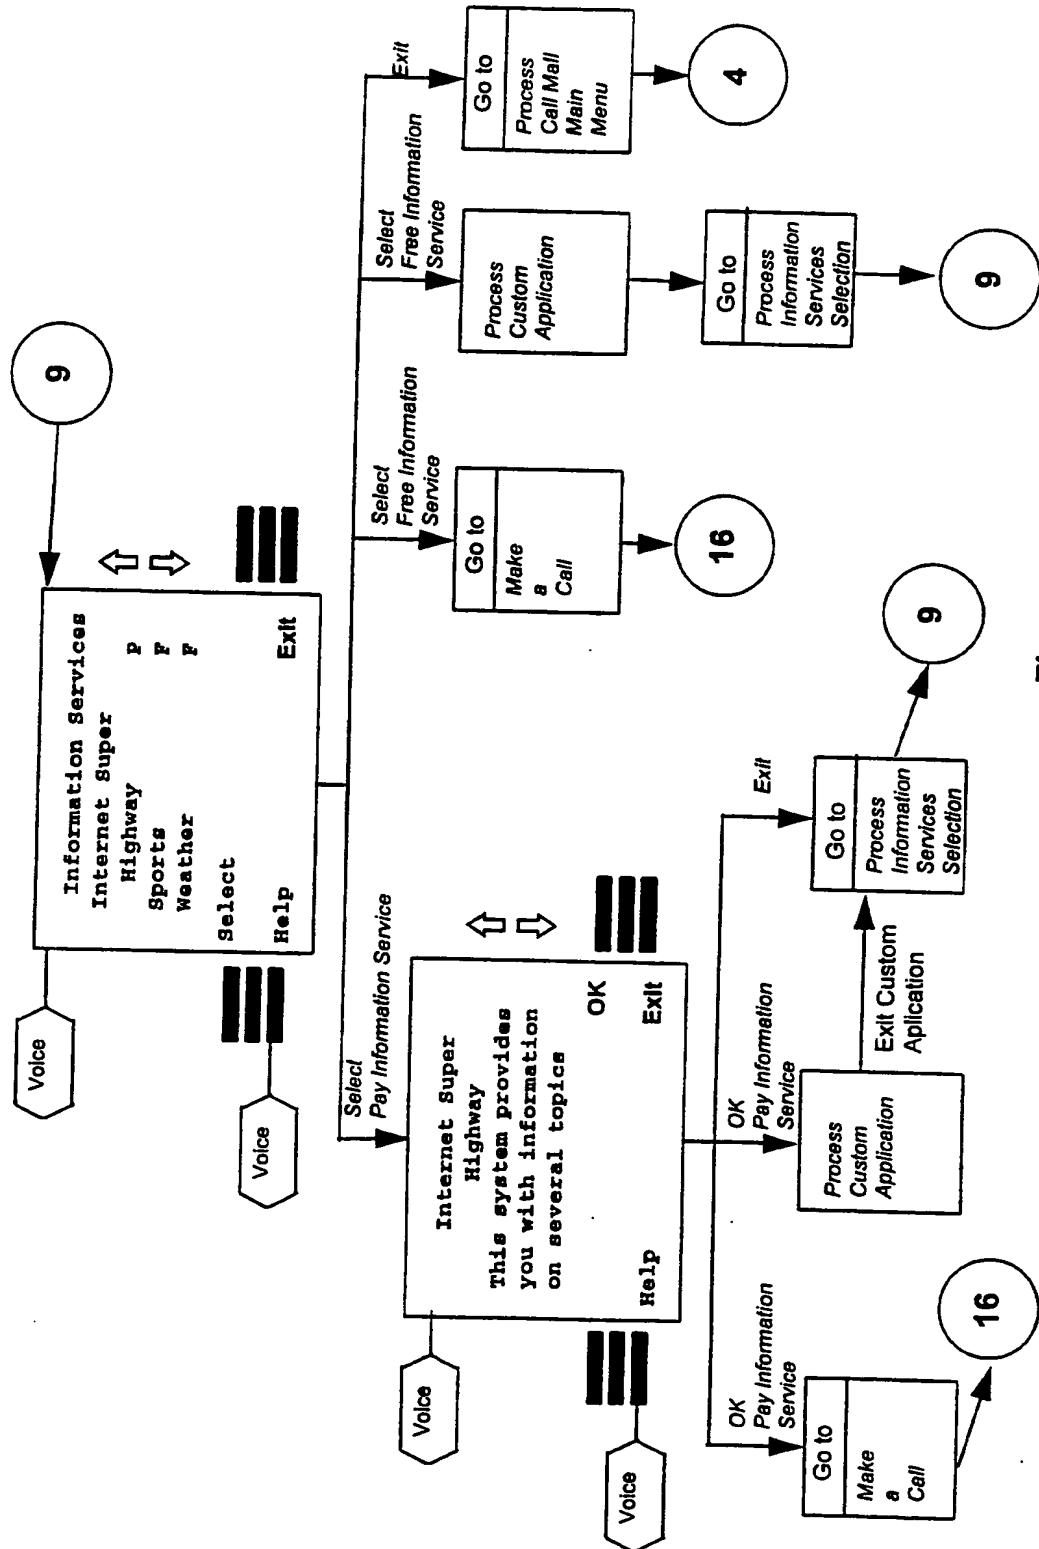 9
Voice
Information Services
Internet Super
Highway P
Sports F
Weather F
Select
Help Exit
Voice
Select
Pay Information Service
Select
Free Information
Service
Select
Free Information
Service
Exit
Voice
Internet Super
Highway
This system provides
you with information
on several topics
OK
Help Exit
Voice
Go to
Make
a
Call
16
Process
Custom
Application
Go to
Process
Information
Services
Selection
9
Go to
Process
Call Mall
Main
Menu
4
OK
Pay Information
Service
OK
Pay Information
Service
Exit
Go to
Make
a
Call
16
Process
Custom
Application
Exit Custom
Aplication
Go to
Process
Information
Services
Selection
9